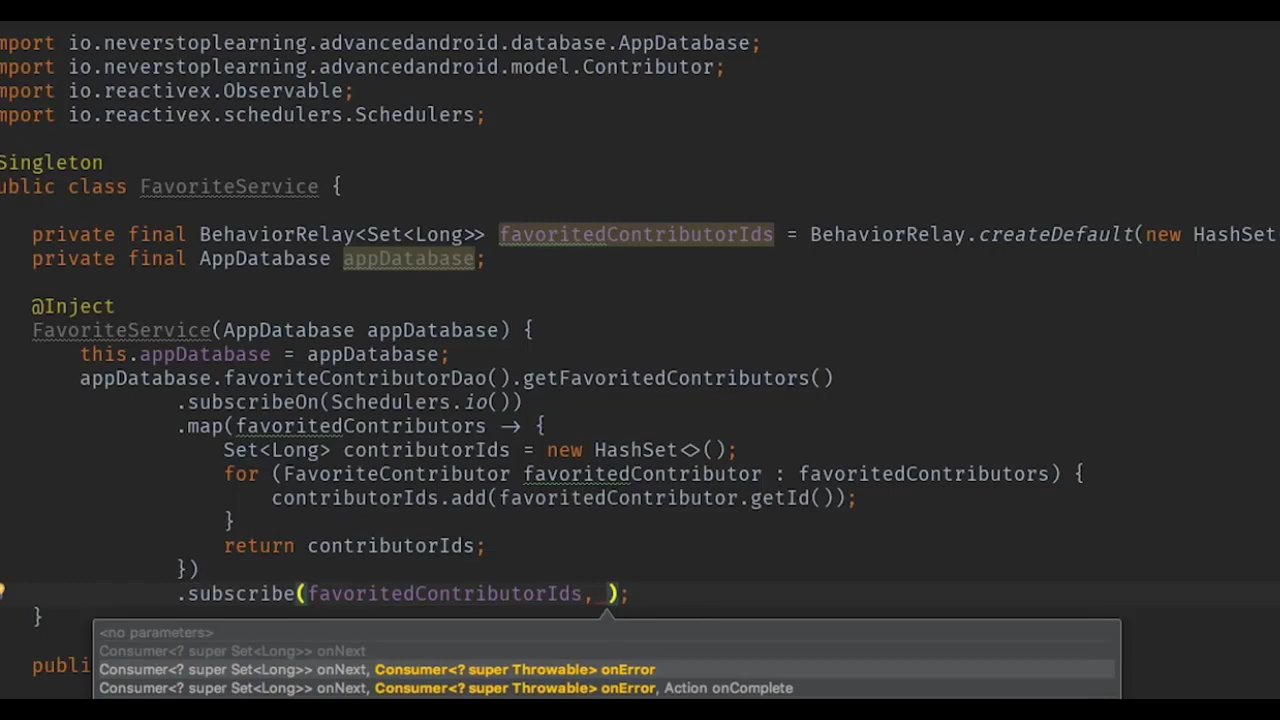 mport io.neverstoplearning.advancedandroid.database.AppDatabase;
mport io.neverstoplearning.advancedandroid.model.Contributor;
mport io.reactivex.Observable;
mport io.reactivex.schedulers.Schedulers;
Singleton
ublic class FavoriteService {
private final BehaviorRelay<Set<Long>> favoritedContributorIds = BehaviorRelay.createDefault(new HashSet
private final AppDatabase appDatabase;
@Inject
FavoriteService(AppDatabase appDatabase) {
this.appDatabase = appDatabase;
appDatabase.favoriteContributorDao().getFavoritedContributors()
.subscribeOn(Schedulers.io())
.map(favoritedContributors -> {
Set<Long> contributorIds = new HashSet<>();
for (FavoriteContributor favoritedContributor : favoritedContributors) {
contributorIds.add(favoritedContributor.getId());
}
return contributorIds;
})
.subscribe(favoritedContributorIds, );
}
<no parameters>
Consumer<? super Set<Long>> onNext
publi
Consumer<? super Set<Long>> onNext, Consumer<? super Throwable> onError
Consumer<? super Set<Long>> onNext, Consumer<? super Throwable> onError, Action onComplete